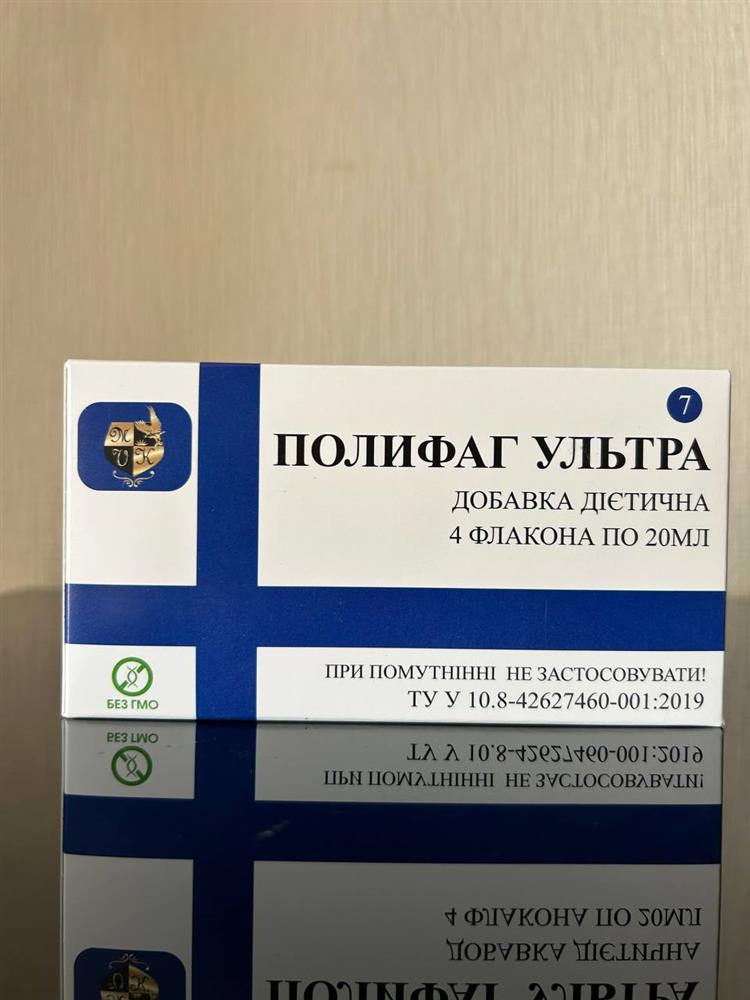 7
ПОЛИФАГ УЛЬТРА
ДОБАВКА ДІЄТИЧНА
4 ФЛАКОНА ПО 20МЛ
БЕЗ ГМО
ПРИ ПОМУТНІННІ НЕ ЗАСТОСОВУВАТИ!
ТУ У 10.8-42627460-001:2019